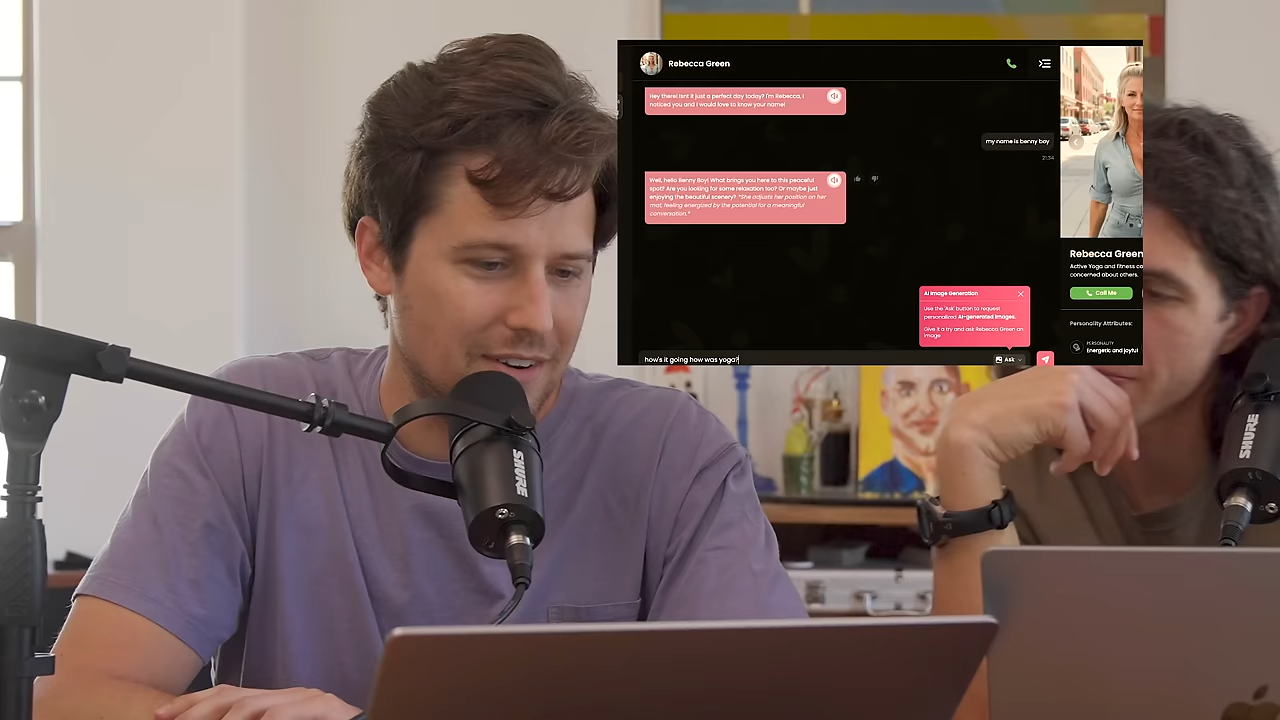 Rebecca Green
Hey there! Isnt it just a perfect day today? I'm Rebecca, I
noticed you and I would love to know your name!
my name is benny boy
21:34
Well, hello Benny Boy! What brings you here to this peaceful
spot? Are you looking for some relaxation too? Or maybe just
enjoying the beautiful scenery? *She adjusts her position on her
mat, feeling energized by the potential for a meaningful
conversation.*
AI Image Generation
Use the 'Ask' button to request
personalized AI-generated images.
Give it a try and ask Rebecca Green an
image
how's it going how was yoga?
Ask
Rebecca Green
Active Yoga and fitness co
concerned about others.
Call Me
Personality Attributes:
PERSONALITY
Energetic and joyful
SHURE
SHURE